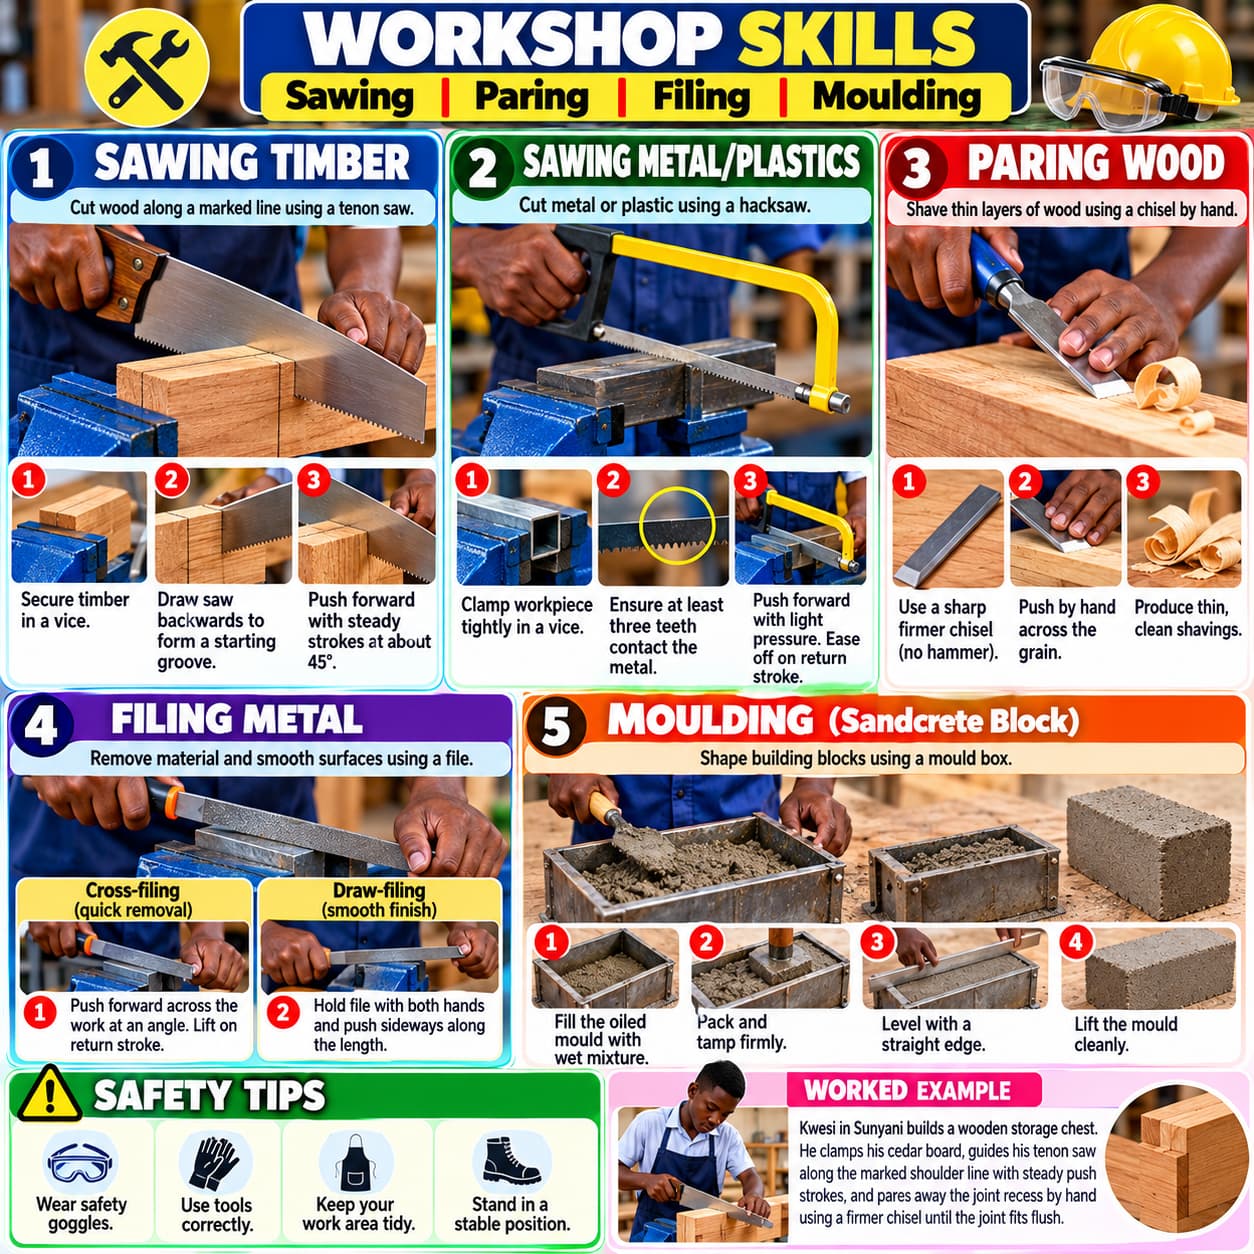 WORKSHOP SKILLS
Sawing | Paring | Filing | Moulding
1 SAWING TIMBER
Cut wood along a marked line using a tenon saw.
1
Secure timber
in a vice.
2
Draw saw
backwards to
form a starting
groove.
3
Push forward
with steady
strokes at about
45°.
2 SAWING METAL/PLASTICS
Cut metal or plastic using a hacksaw.
1
Clamp workpiece
tightly in a vice.
2
Ensure at least
three teeth
contact the
metal.
3
Push forward
with light
pressure. Ease
off on return
stroke.
3 PARING WOOD
Shave thin layers of wood using a chisel by hand.
1
Use a sharp
firmer chisel
(no hammer).
2
Push by hand
across the
grain.
3
Produce thin,
clean shavings.
4 FILING METAL
Remove material and smooth surfaces using a file.
Cross-filing
(quick removal)
1
Push forward across the
work at an angle. Lift on
return stroke.
Draw-filing
(smooth finish)
2
Hold file with both hands
and push sideways along
the length.
5 MOULDING (Sandcrete Block)
Shape building blocks using a mould box.
1
Fill the oiled
mould with
wet mixture.
2
Pack and
tamp firmly.
3
Level with a
straight edge.
4
Lift the mould
cleanly.
SAFETY TIPS
Wear safety
goggles.
Use tools
correctly.
Keep your
work area tidy.
Stand in a
stable position.
WORKED EXAMPLE
Kwesi in Sunyani builds a wooden storage chest.
He clamps his cedar board, guides his tenon saw
along the marked shoulder line with steady push
strokes, and pares away the joint recess by hand
using a firmer chisel until the joint fits flush.